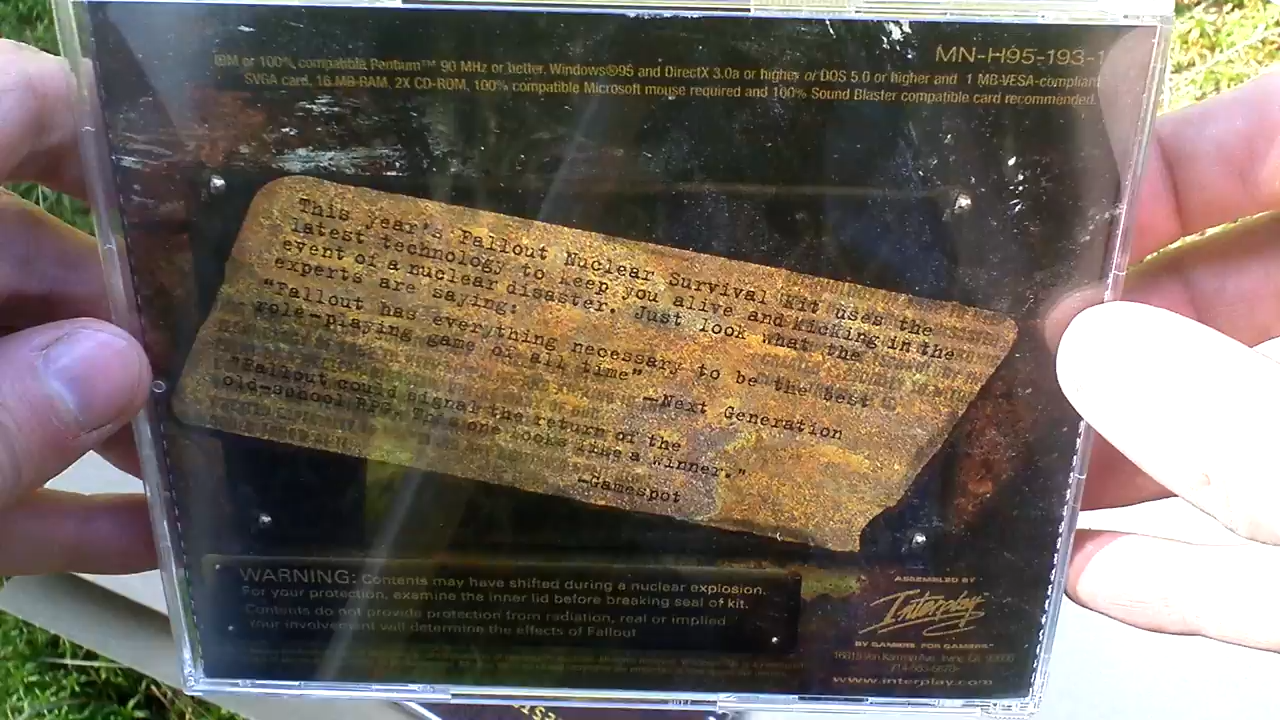 MN-H95-193-1
IBM or 100% compatible Pentium™ 90 MHz or better, Windows®95 and DirectX 3.0a or higher or DOS 5.0 or higher and 1 MB VESA-compliant
SVGA card, 16 MB RAM, 2X CD-ROM, 100% compatible Microsoft mouse required and 100% Sound Blaster compatible card recommended.
This year's Fallout Nuclear Survival Kit uses the
latest technology to keep you alive and kicking in the
event of a nuclear disaster. Just look what the
experts are saying:
"Fallout has everything necessary to be the best
role-playing game of all time"
—Next Generation
"Fallout could signal the return of the
old-school RPG. This one looks like a winner."
—Gamespot
WARNING: Contents may have shifted during a nuclear explosion.
For your protection, examine the inner lid before breaking seal of kit.
Contents do not provide protection from radiation, real or implied
Your involvement will determine the effects of Fallout
ASSEMBLED BY
Interplay™
BY GAMERS. FOR GAMERS.™
16815 Von Karman Ave. Irvine, CA
www.interplay.com